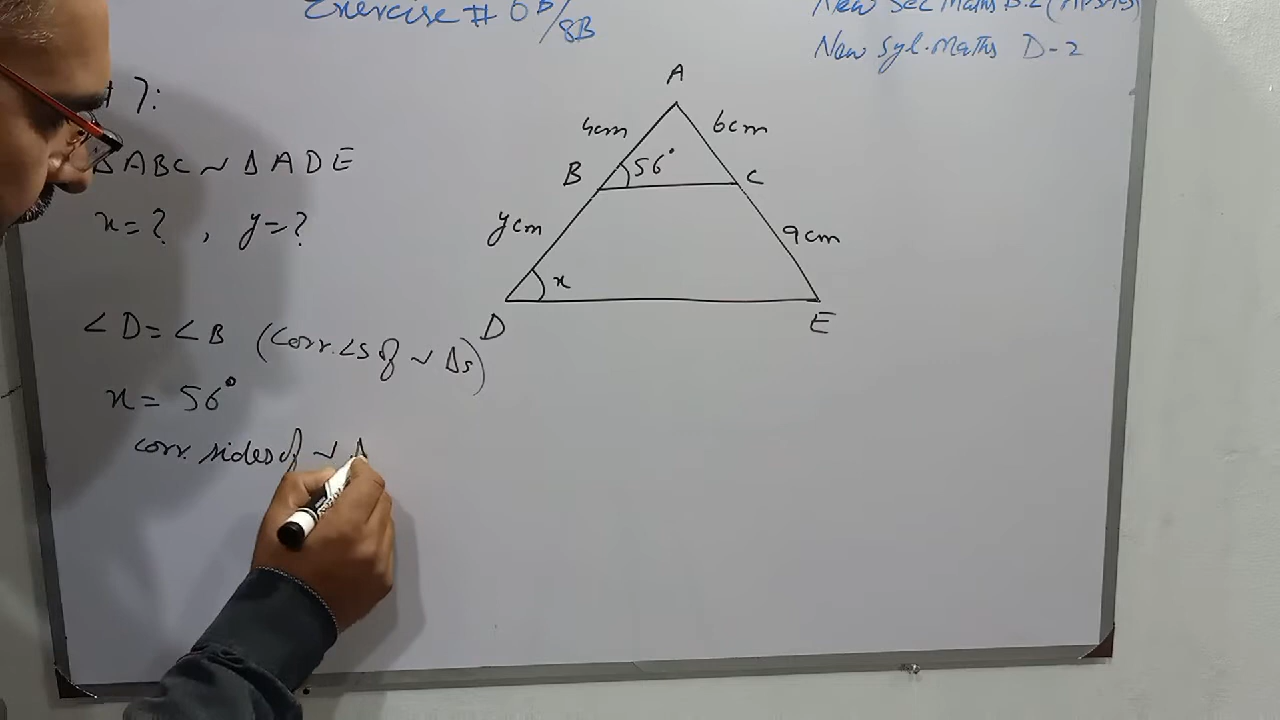 Exercise # 6B/8B
New Syl. Maths D-2
7:
ΔABC ~ ΔADE
x=? , y=?
A
4cm
6cm
B
56°
C
y cm
9cm
x
D
E
∠D=∠B (Corr. ∠s of ~ Δs)
x = 56°
corr. sides of ~ Δ